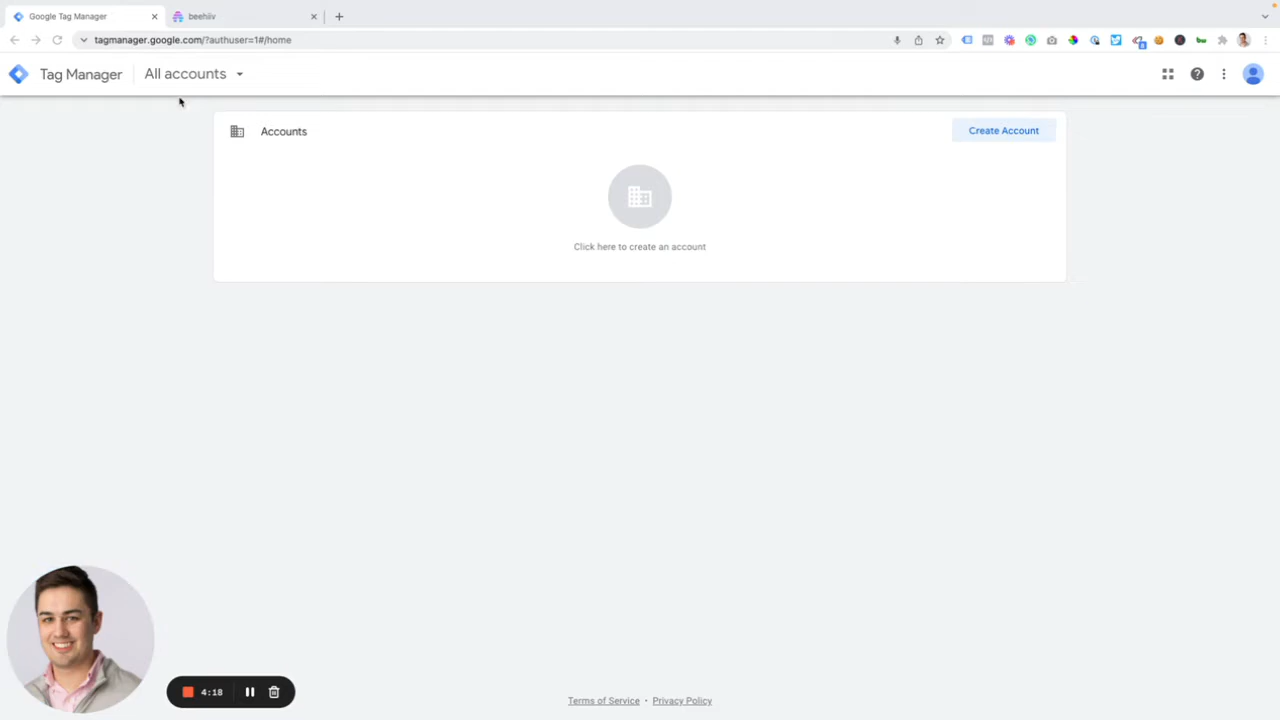 Google Tag Manager
beehiiv
tagmanager.google.com/?authuser=1#/home
Tag Manager
All accounts
Accounts
Create Account
Click here to create an account
4:18
Terms of Service • Privacy Policy